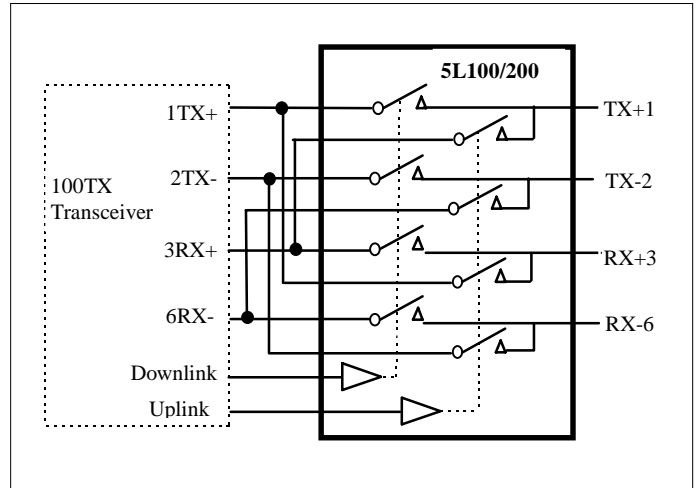 5L100/200
1TX+
TX+1
2TX-
TX-2
100TX
Transceiver
3RX+
RX+3
6RX-
RX-6
Downlink
Uplink